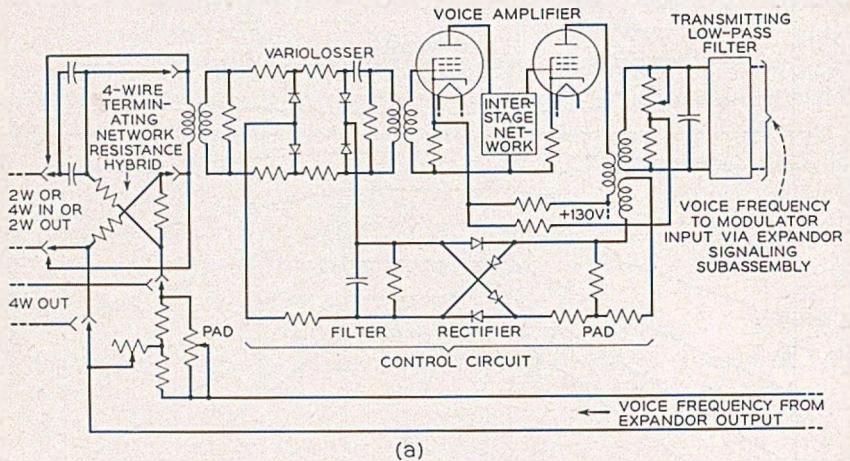 VOICE AMPLIFIER
TRANSMITTING
LOW-PASS
FILTER
VARIOLOSSER
4-WIRE
TERMIN-
ATING
NETWORK
RESISTANCE
HYBRID
INTER-
STAGE
NET-
WORK
2W OR
4W IN OR
2W OUT
+130V
VOICE FREQUENCY
TO MODULATOR
INPUT VIA EXPANDOR
SIGNALING
SUBASSEMBLY
4W OUT
PAD
FILTER
RECTIFIER
PAD
CONTROL CIRCUIT
VOICE FREQUENCY FROM
EXPANDOR OUTPUT
(a)